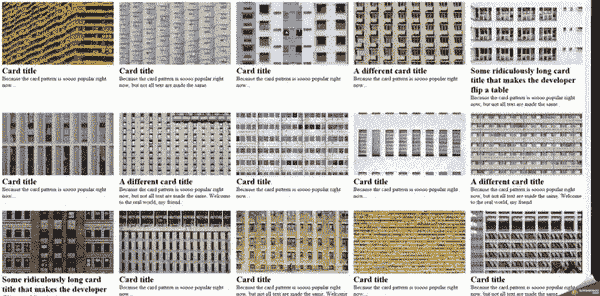 Card title
Because the card pattern is soooo popular right
now...
Card title
Because the card pattern is soooo popular right
now, but not all text are made the same.
Card title
Because the card pattern is soooo popular right
now...
A different card title
Because the card pattern is soooo popular right
now...
Some ridiculously long card
title that makes the developer
flip a table
Because the card pattern is soooo popular right
now, but not all text are made the same.
Card title
Because the card pattern is soooo popular right
now...
A different card title
Because the card pattern is soooo popular right
now, but not all text are made the same. Welcome
to the real world, my friend.
Card title
Because the card pattern is soooo popular right
now...
Card title
Because the card pattern is soooo popular right
now, but not all text are made the same.
A different card title
Because the card pattern is soooo popular right
now, but not all text are made the same. Welcome
to the real world, my friend.
Some ridiculously long card
title that makes the developer
Card title
Because the card pattern is soooo popular right
now, but not all text are made the same.
Card title
Because the card pattern is soooo popular right
now, but not all text are made the same. Welcome
Card title
Because the card pattern is soooo popular right
now, but not all text are made the same.
Card title
Because the card pattern is soooo popular right
now, but not all text are made the same.